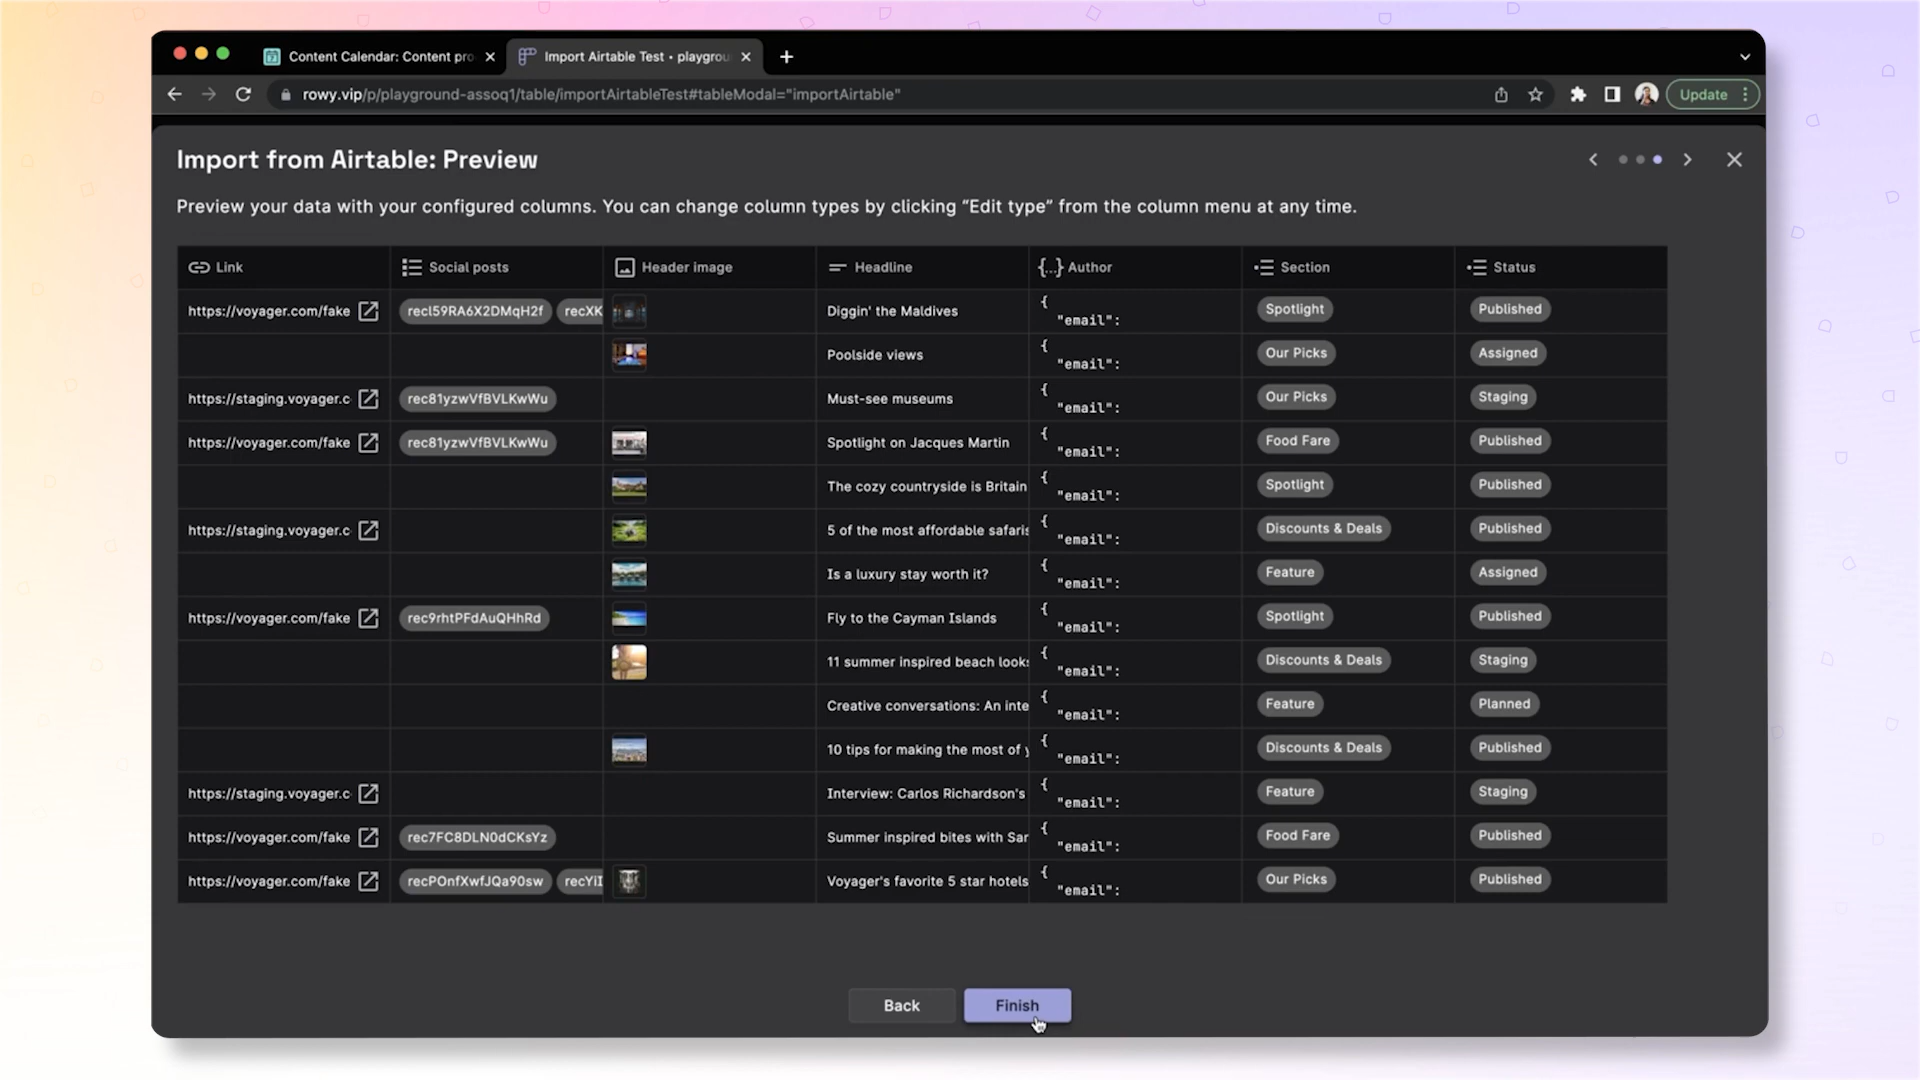 Content Calendar: Content pro
Import Airtable Test • playgrou
rowy.vip/p/playground-assoq1/table/importAirtableTest#tableModal="importAirtable"
Update
Import from Airtable: Preview
Preview your data with your configured columns. You can change column types by clicking “Edit type” from the column menu at any time.
Link Social posts Header image Headline {...} Author Section Status
https://voyager.com/fake recl59RA6X2DMqH2f recXK Diggin' the Maldives { "email": Spotlight Published
Poolside views { "email": Our Picks Assigned
https://staging.voyager.c rec81yzwVfBVLKwWu Must-see museums { "email": Our Picks Staging
https://voyager.com/fake rec81yzwVfBVLKwWu Spotlight on Jacques Martin { "email": Food Fare Published
The cozy countryside is Britain { "email": Spotlight Published
https://staging.voyager.c 5 of the most affordable safaris { "email": Discounts & Deals Published
Is a luxury stay worth it? { "email": Feature Assigned
https://voyager.com/fake rec9rhtPFdAuQHhRd Fly to the Cayman Islands { "email": Spotlight Published
11 summer inspired beach looks { "email": Discounts & Deals Staging
Creative conversations: An inte { "email": Feature Planned
10 tips for making the most of y { "email": Discounts & Deals Published
https://staging.voyager.c Interview: Carlos Richardson's { "email": Feature Staging
https://voyager.com/fake rec7FC8DLN0dCKsYz Summer inspired bites with Sar { "email": Food Fare Published
https://voyager.com/fake recPOnfXwfJQa90sw recYiI Voyager's favorite 5 star hotels { "email": Our Picks Published
Back
Finish